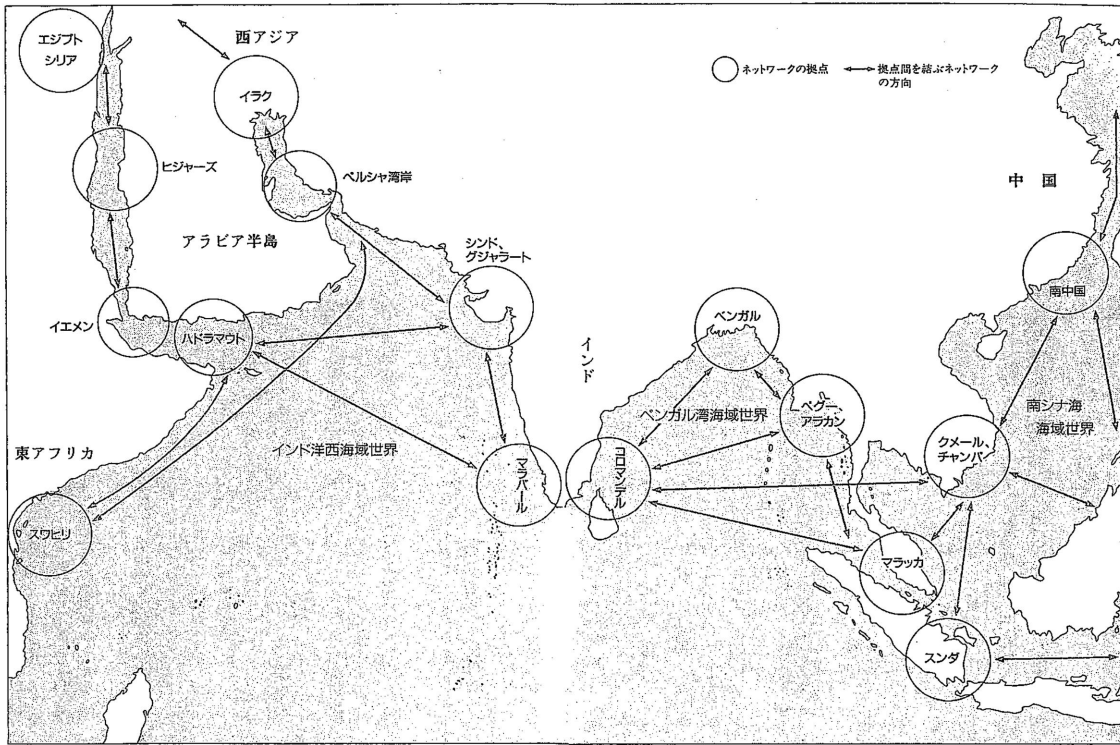 エジプト
シリア
西アジア
ネットワークの拠点
拠点間を結ぶネットワーク
の方向
イラク
ヒジャーズ
ペルシャ湾岸
中国
アラビア半島
シンド、
グジャラート
南中国
イエメン
ハドラマウト
ベンガル
インド
ベンガル湾海域世界
ペグー、
アラカン
南シナ海
海域世界
クメール、
チャンパー
東アフリカ
インド洋西海域世界
マラバール
コロマンデル
スワヒリ
マラッカ
スンダ